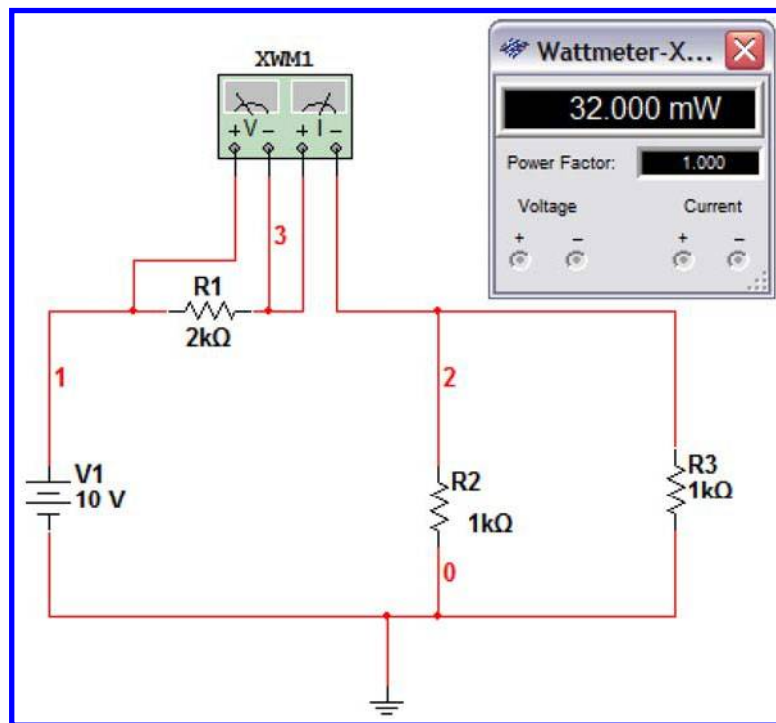 XWM1
+ V − + I −
Wattmeter-X...
32.000 mW
Power Factor: 1.000
Voltage Current
+ − + −
3
R1
2kΩ
1
2
V1
10 V
R2
1kΩ
R3
1kΩ
0